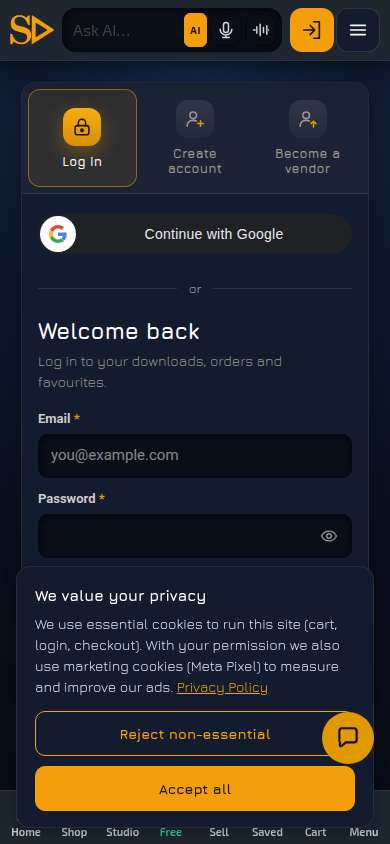 SD
Ask AI...
AI
Log In
Create account
Become a vendor
Continue with Google
or
Welcome back
Log in to your downloads, orders and
favourites.
Email *
you@example.com
Password *
We value your privacy
We use essential cookies to run this site (cart,
login, checkout). With your permission we also
use marketing cookies (Meta Pixel) to measure
and improve our ads. Privacy Policy
Reject non-essential
Accept all
Home Shop Studio Free Sell Saved Cart Menu